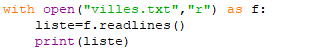 with open("villes.txt","r") as f:
    liste=f.readlines()
    print(liste)